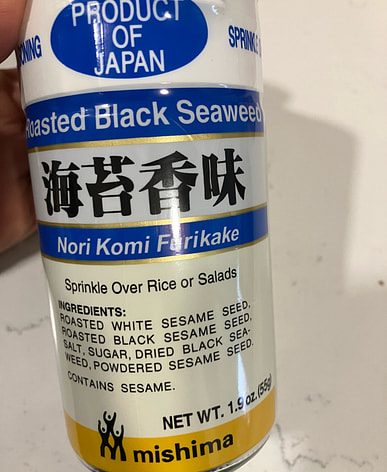 PRODUCT
OF
JAPAN
ONING
SPRINKLE
Roasted Black Seaweed
海苔香味
Nori Komi Furikake
Sprinkle Over Rice or Salads
INGREDIENTS:
ROASTED WHITE SESAME SEED,
ROASTED BLACK SESAME SEED,
SALT, SUGAR, DRIED BLACK SEA-
WEED, POWDERED SESAME SEED.
CONTAINS SESAME.
NET WT. 1.9 oz. (55g)
mishima